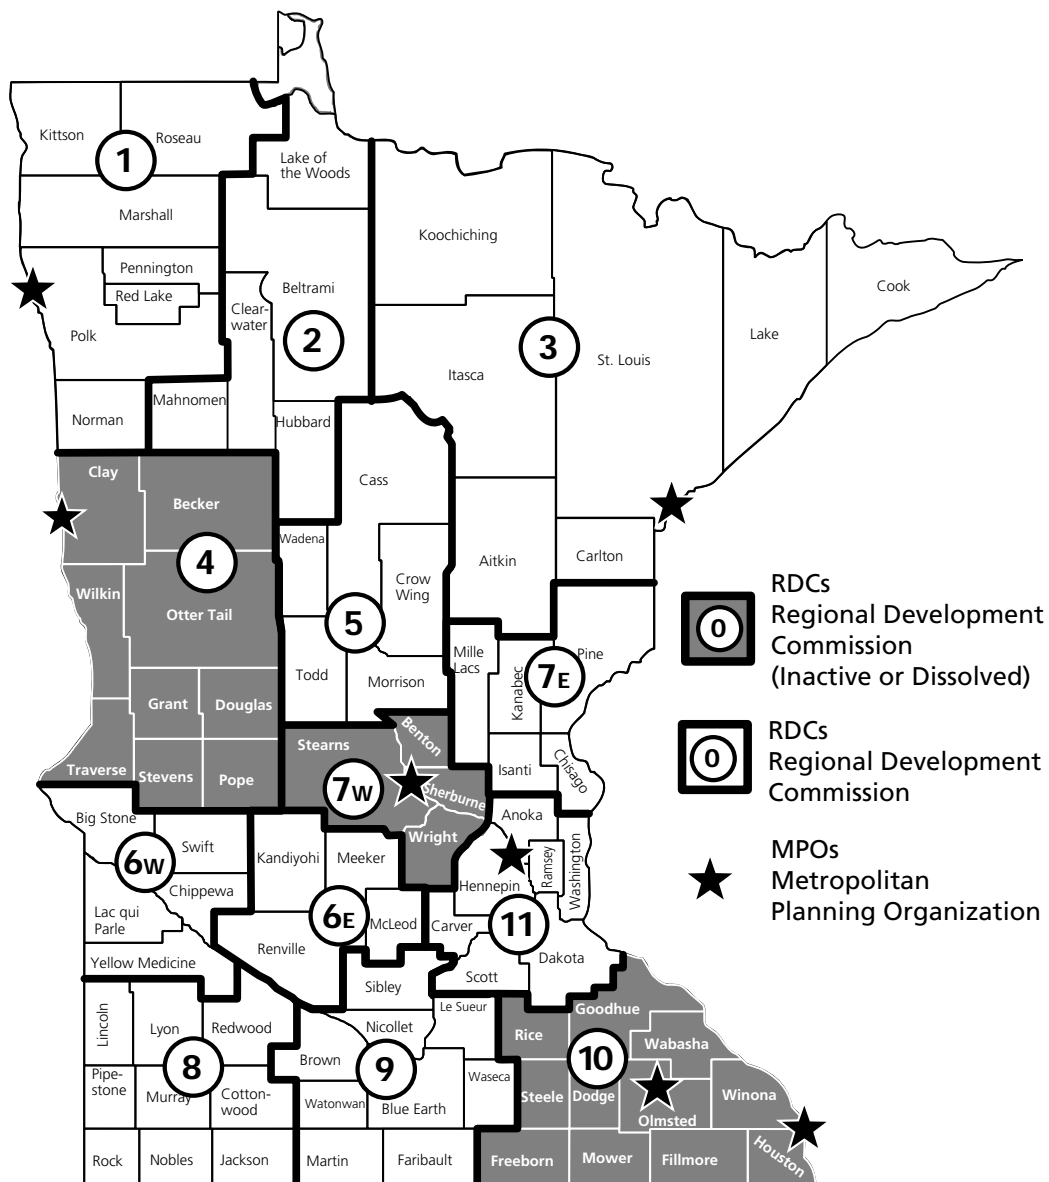 Kittson
Roseau
1
Lake of
the Woods
Marshall
Koochiching
Pennington
Red Lake
Beltrami
Clear-
water
Cook
Polk
2
3
Lake
St. Louis
Itasca
Mahnomen
Norman
Hubbard
Clay
Cass
Becker
Wadena
4
Aitkin
Carlton
Crow
Wing
Wilkin
Otter Tail
5
Mille
Lacs
Pine
Kanabec
7E
Todd
Morrison
Grant
Douglas
Benton
Stearns
Isanti
Chisago
Traverse
Stevens
Pope
7W
Sherburne
Big Stone
Anoka
Wright
Swift
Kandiyohi
Meeker
6W
Ramsey
Washington
Chippewa
Hennepin
Lac qui
Parle
6E
McLeod
Carver
11
Renville
Dakota
Yellow Medicine
Scott
Sibley
Le Sueur
Goodhue
Lincoln
Lyon
Redwood
Nicollet
Rice
Wabasha
Brown
10
8
9
Pipe-
stone
Murray
Cotton-
wood
Waseca
Watonwan
Blue Earth
Steele
Dodge
Olmsted
Winona
Rock
Nobles
Jackson
Martin
Faribault
Freeborn
Mower
Fillmore
Houston
0
RDCs
Regional Development
Commission
(Inactive or Dissolved)
0
RDCs
Regional Development
Commission
MPOs
Metropolitan
Planning Organization